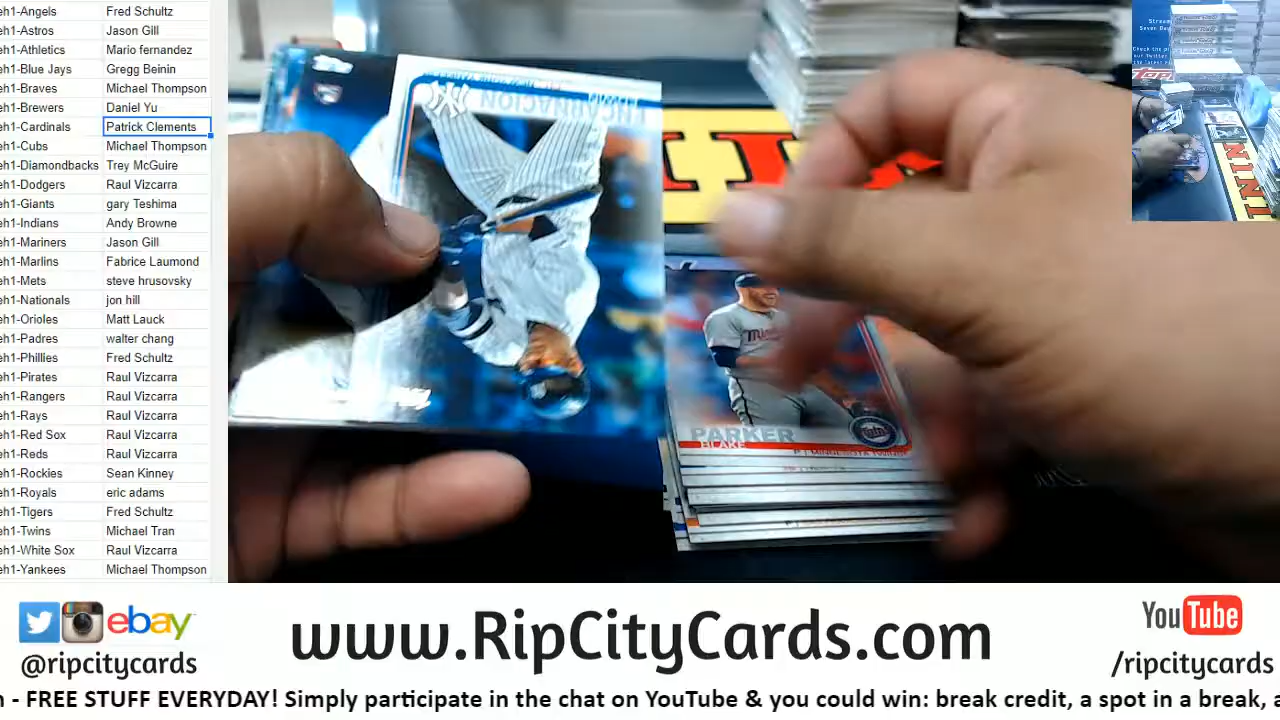 eh1-Angels Fred Schultz
eh1-Astros Jason Gill
eh1-Athletics Mario fernandez
eh1-Blue Jays Gregg Beinin
eh1-Braves Michael Thompson
eh1-Brewers Daniel Yu
eh1-Cardinals Patrick Clements
eh1-Cubs Michael Thompson
eh1-Diamondbacks Trey McGuire
eh1-Dodgers Raul Vizcarra
eh1-Giants gary Teshima
eh1-Indians Andy Browne
eh1-Mariners Jason Gill
eh1-Marlins Fabrice Laumond
eh1-Mets steve hrusovsky
eh1-Nationals jon hill
eh1-Orioles Matt Lauck
eh1-Padres walter chang
eh1-Phillies Fred Schultz
eh1-Pirates Raul Vizcarra
eh1-Rangers Raul Vizcarra
eh1-Rays Raul Vizcarra
eh1-Red Sox Raul Vizcarra
eh1-Reds Raul Vizcarra
eh1-Rockies Sean Kinney
eh1-Royals eric adams
eh1-Tigers Fred Schultz
eh1-Twins Michael Tran
eh1-White Sox Raul Vizcarra
eh1-Yankees Michael Thompson
ENCARNACION
PARKER
BLAKE
ebay
@ripcitycards
www.RipCityCards.com
YouTube
/ripcitycards
n - FREE STUFF EVERYDAY! Simply participate in the chat on YouTube & you could win: break credit, a spot in a break, a